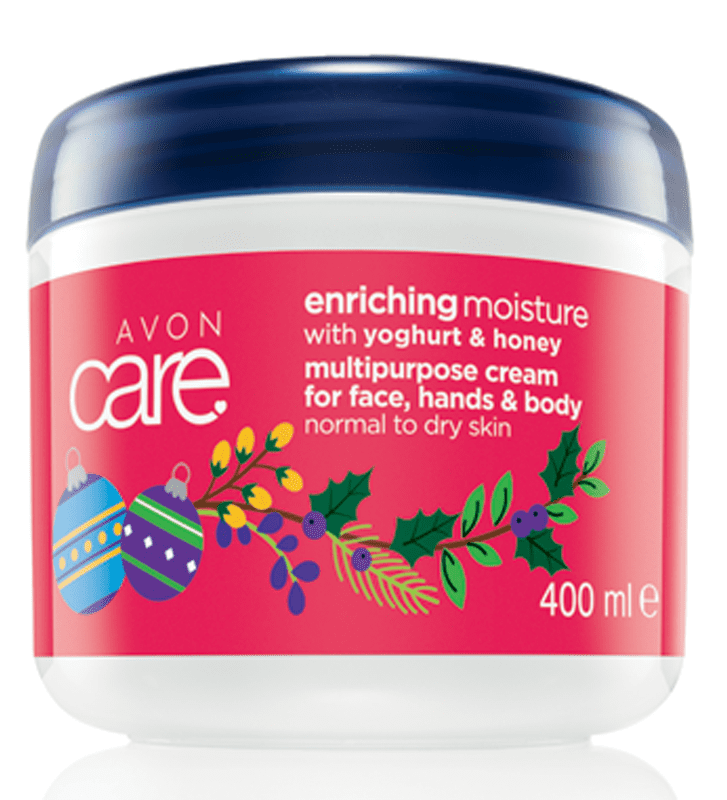 AVON
care
enriching moisture
with yoghurt & honey
multipurpose cream
for face, hands & body
normal to dry skin
400 ml e